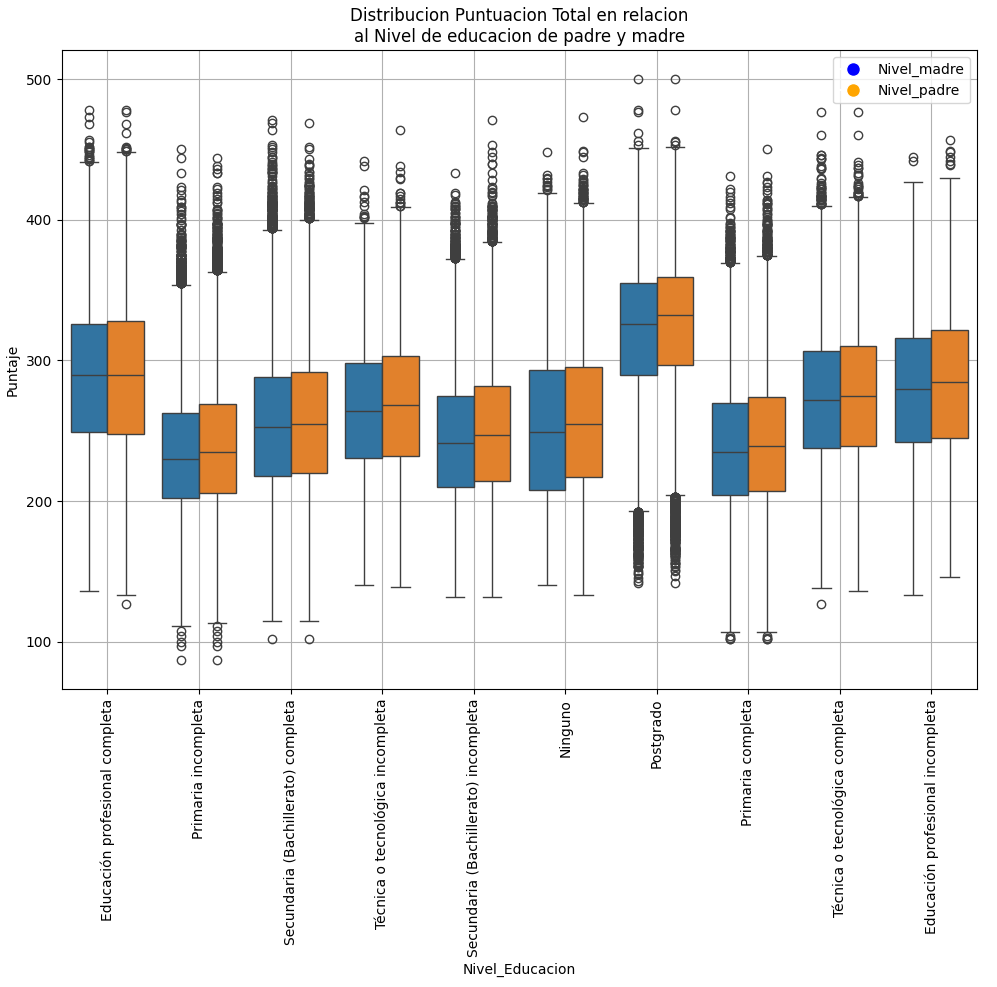 Distribucion Puntuacion Total en relacion
al Nivel de educacion de padre y madre
Nivel_madre
Nivel_padre
Puntaje
500
400
300
200
100
Educación profesional completa
Primaria incompleta
Secundaria (Bachillerato) completa
Técnica o tecnológica incompleta
Secundaria (Bachillerato) incompleta
Ninguno
Postgrado
Primaria completa
Técnica o tecnológica completa
Educación profesional incompleta
Nivel_Educacion